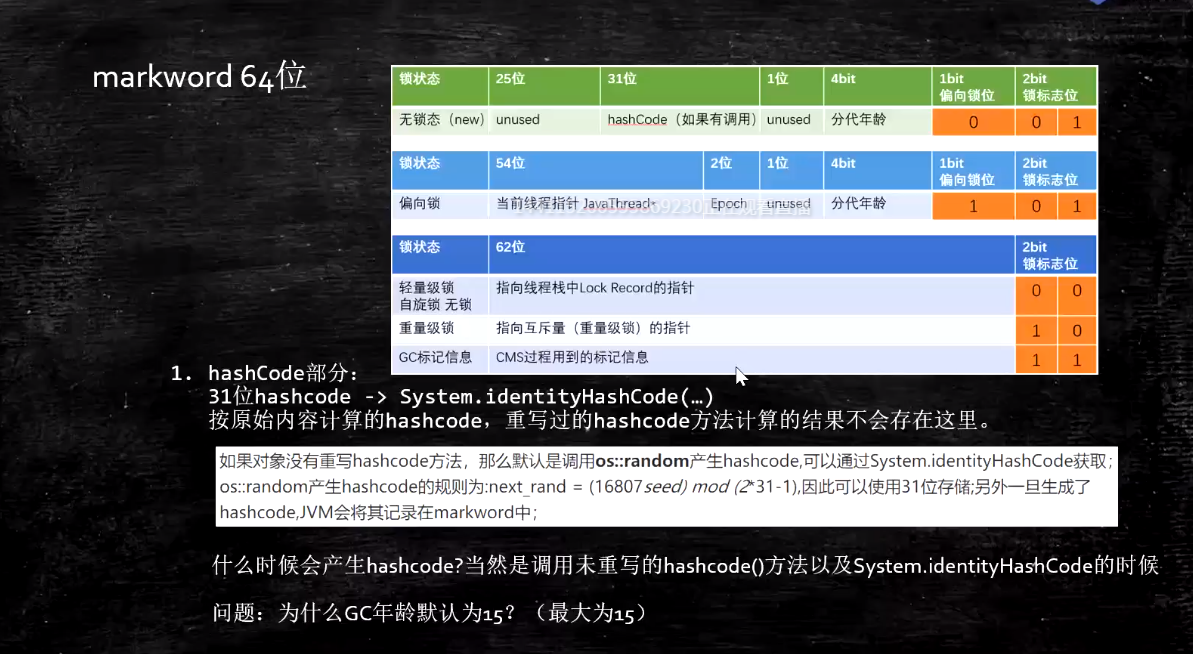 markword 64位
锁状态 25位 31位 1位 4bit 1bit 偏向锁位 2bit 锁标志位
无锁态（new） unused hashCode（如果有调用） unused 分代年龄 0 0 1
锁状态 54位 2位 1位 4bit 1bit 偏向锁位 2bit 锁标志位
偏向锁 当前线程指针 JavaThread* Epoch unused 分代年龄 1 0 1
锁状态 62位 2bit 锁标志位
轻量级锁 自旋锁 无锁 指向线程栈中Lock Record的指针 0 0
重量级锁 指向互斥量（重量级锁）的指针 1 0
GC标记信息 CMS过程用到的标记信息 1 1
1. hashCode部分:
31位hashcode -> System.identityHashCode(…)
按原始内容计算的hashcode，重写过的hashcode方法计算的结果不会存在这里。
如果对象没有重写hashcode方法，那么默认是调用os::random产生hashcode,可以通过System.identityHashCode获取；
os::random产生hashcode的规则为:next_rand = (16807seed) mod (2*31-1),因此可以使用31位存储;另外一旦生成了
hashcode,JVM会将其记录在markword中；
什么时候会产生hashcode?当然是调用未重写的hashcode()方法以及System.identityHashCode的时候
问题：为什么GC年龄默认为15？（最大为15）